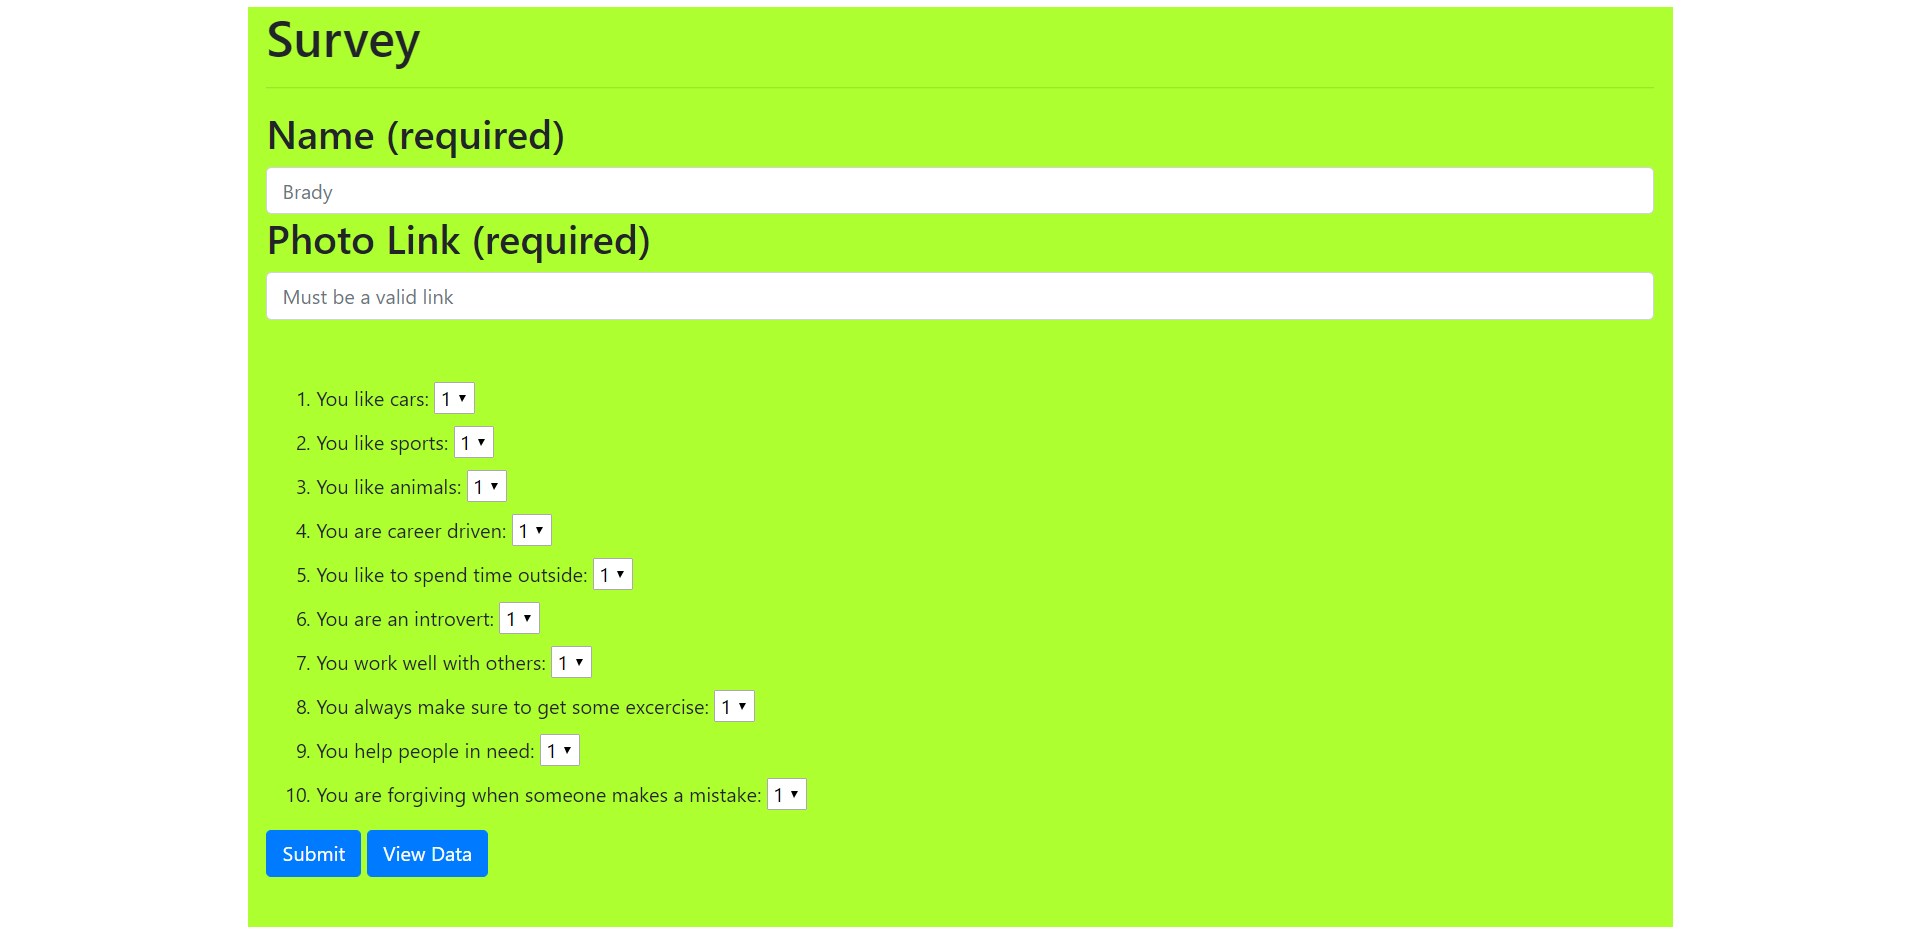 Survey
Name (required)
Brady
Photo Link (required)
Must be a valid link
1. You like cars: 1
2. You like sports: 1
3. You like animals: 1
4. You are career driven: 1
5. You like to spend time outside: 1
6. You are an introvert: 1
7. You work well with others: 1
8. You always make sure to get some excercise: 1
9. You help people in need: 1
10. You are forgiving when someone makes a mistake: 1
Submit View Data